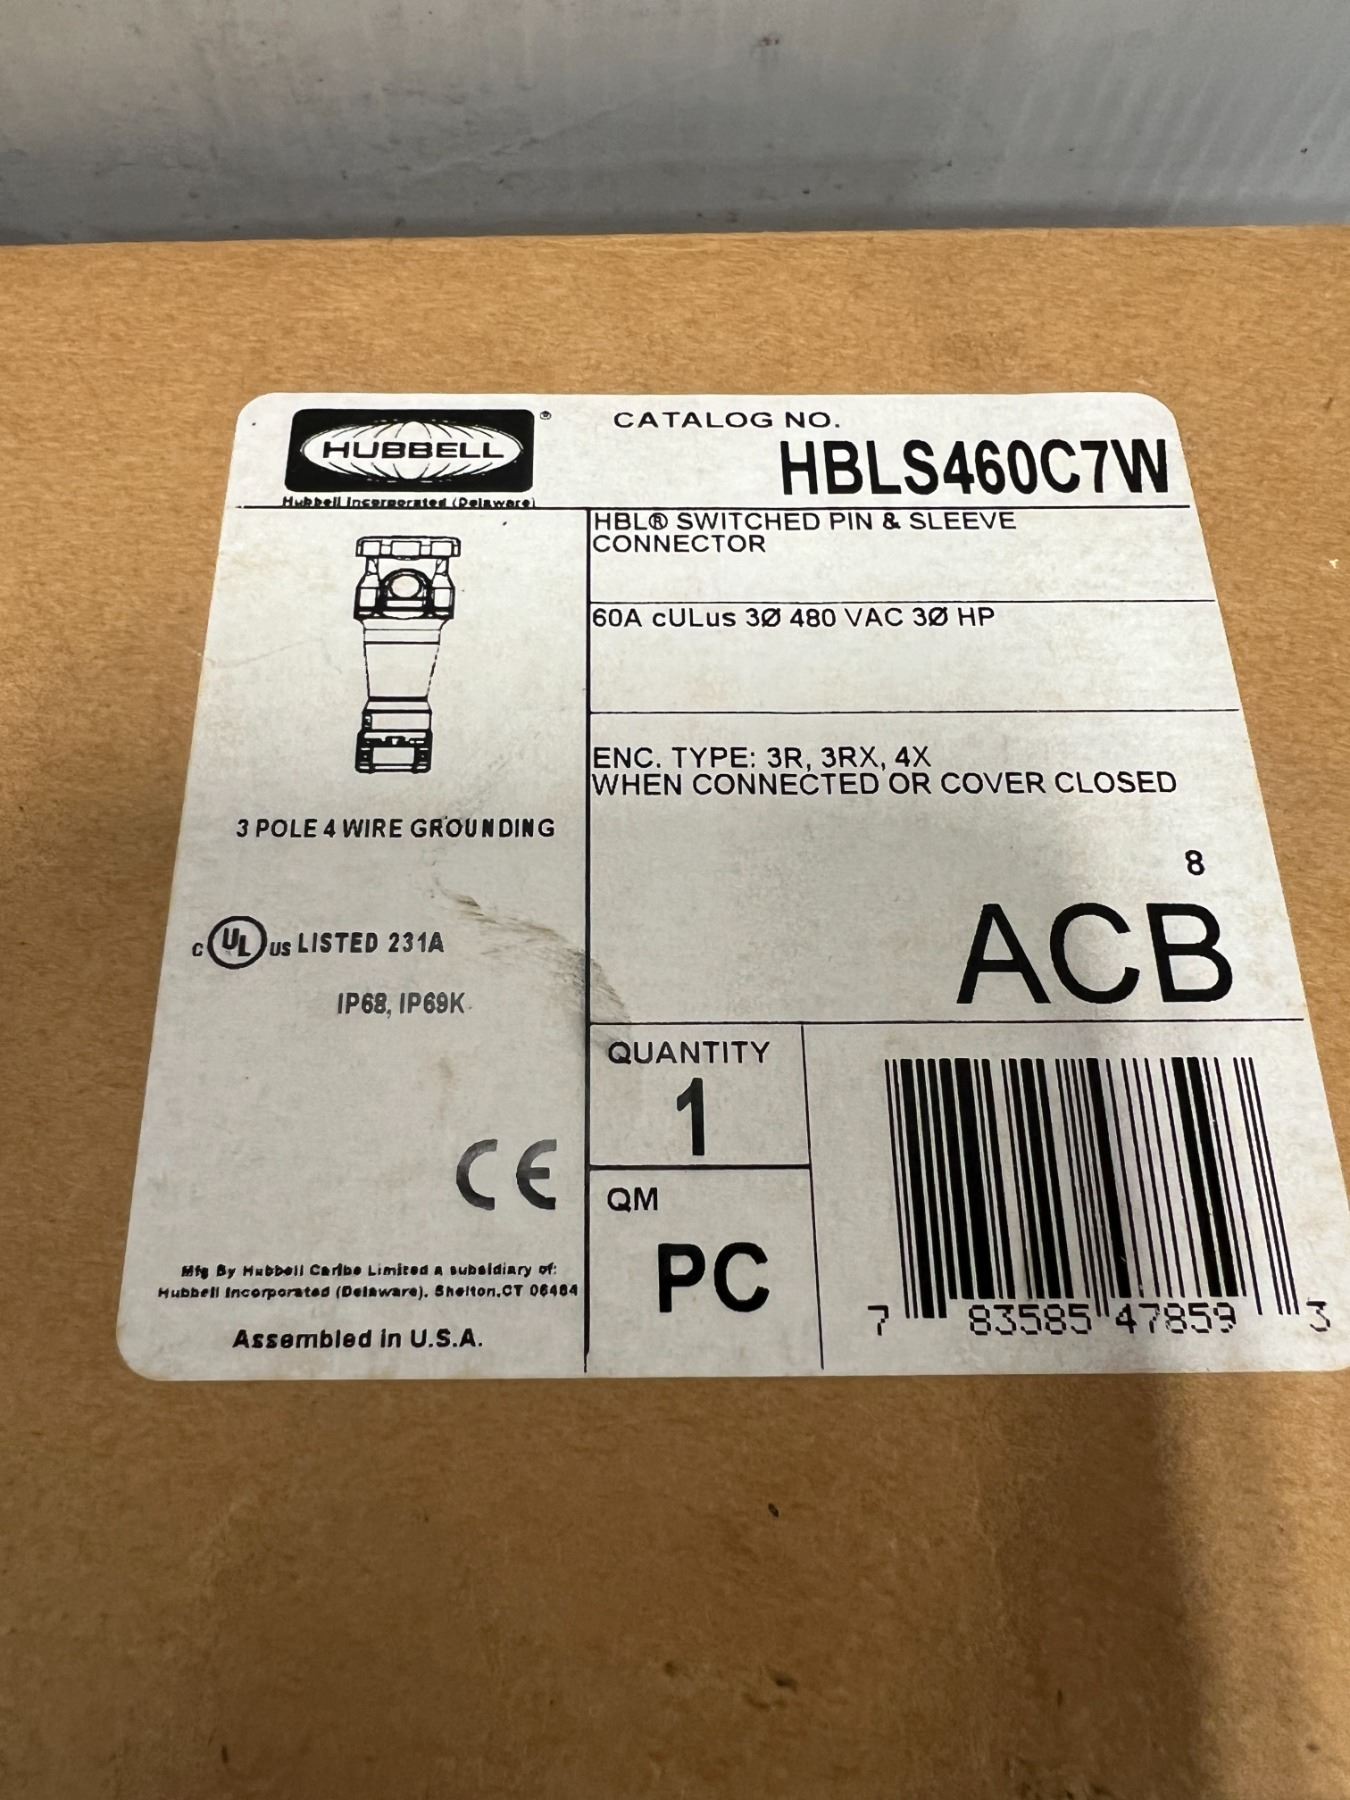 HUBBELL ®
Hubbell Incorporated (Delaware)
CATALOG NO.
HBLS460C7W
HBL® SWITCHED PIN & SLEEVE
CONNECTOR
60A cULus 3Ø 480 VAC 3Ø HP
ENC. TYPE: 3R, 3RX, 4X
WHEN CONNECTED OR COVER CLOSED
8
ACB
3 POLE 4 WIRE GROUNDING
c UL us LISTED 231A
IP68, IP69K
CE
Mfg By Hubbell Caribe Limited a subsidiary of:
Hubbell Incorporated (Delaware). Shelton,CT 06484
Assembled in U.S.A.
QUANTITY
1
QM
PC
7 83585 47859 3